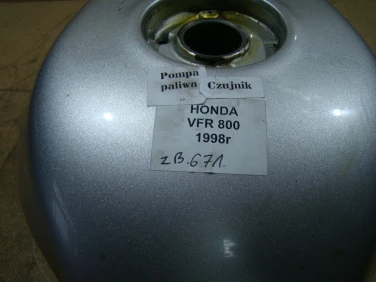 Pompa
paliwa
Czujnik
HONDA
VFR 800
1998r
ZB.671.